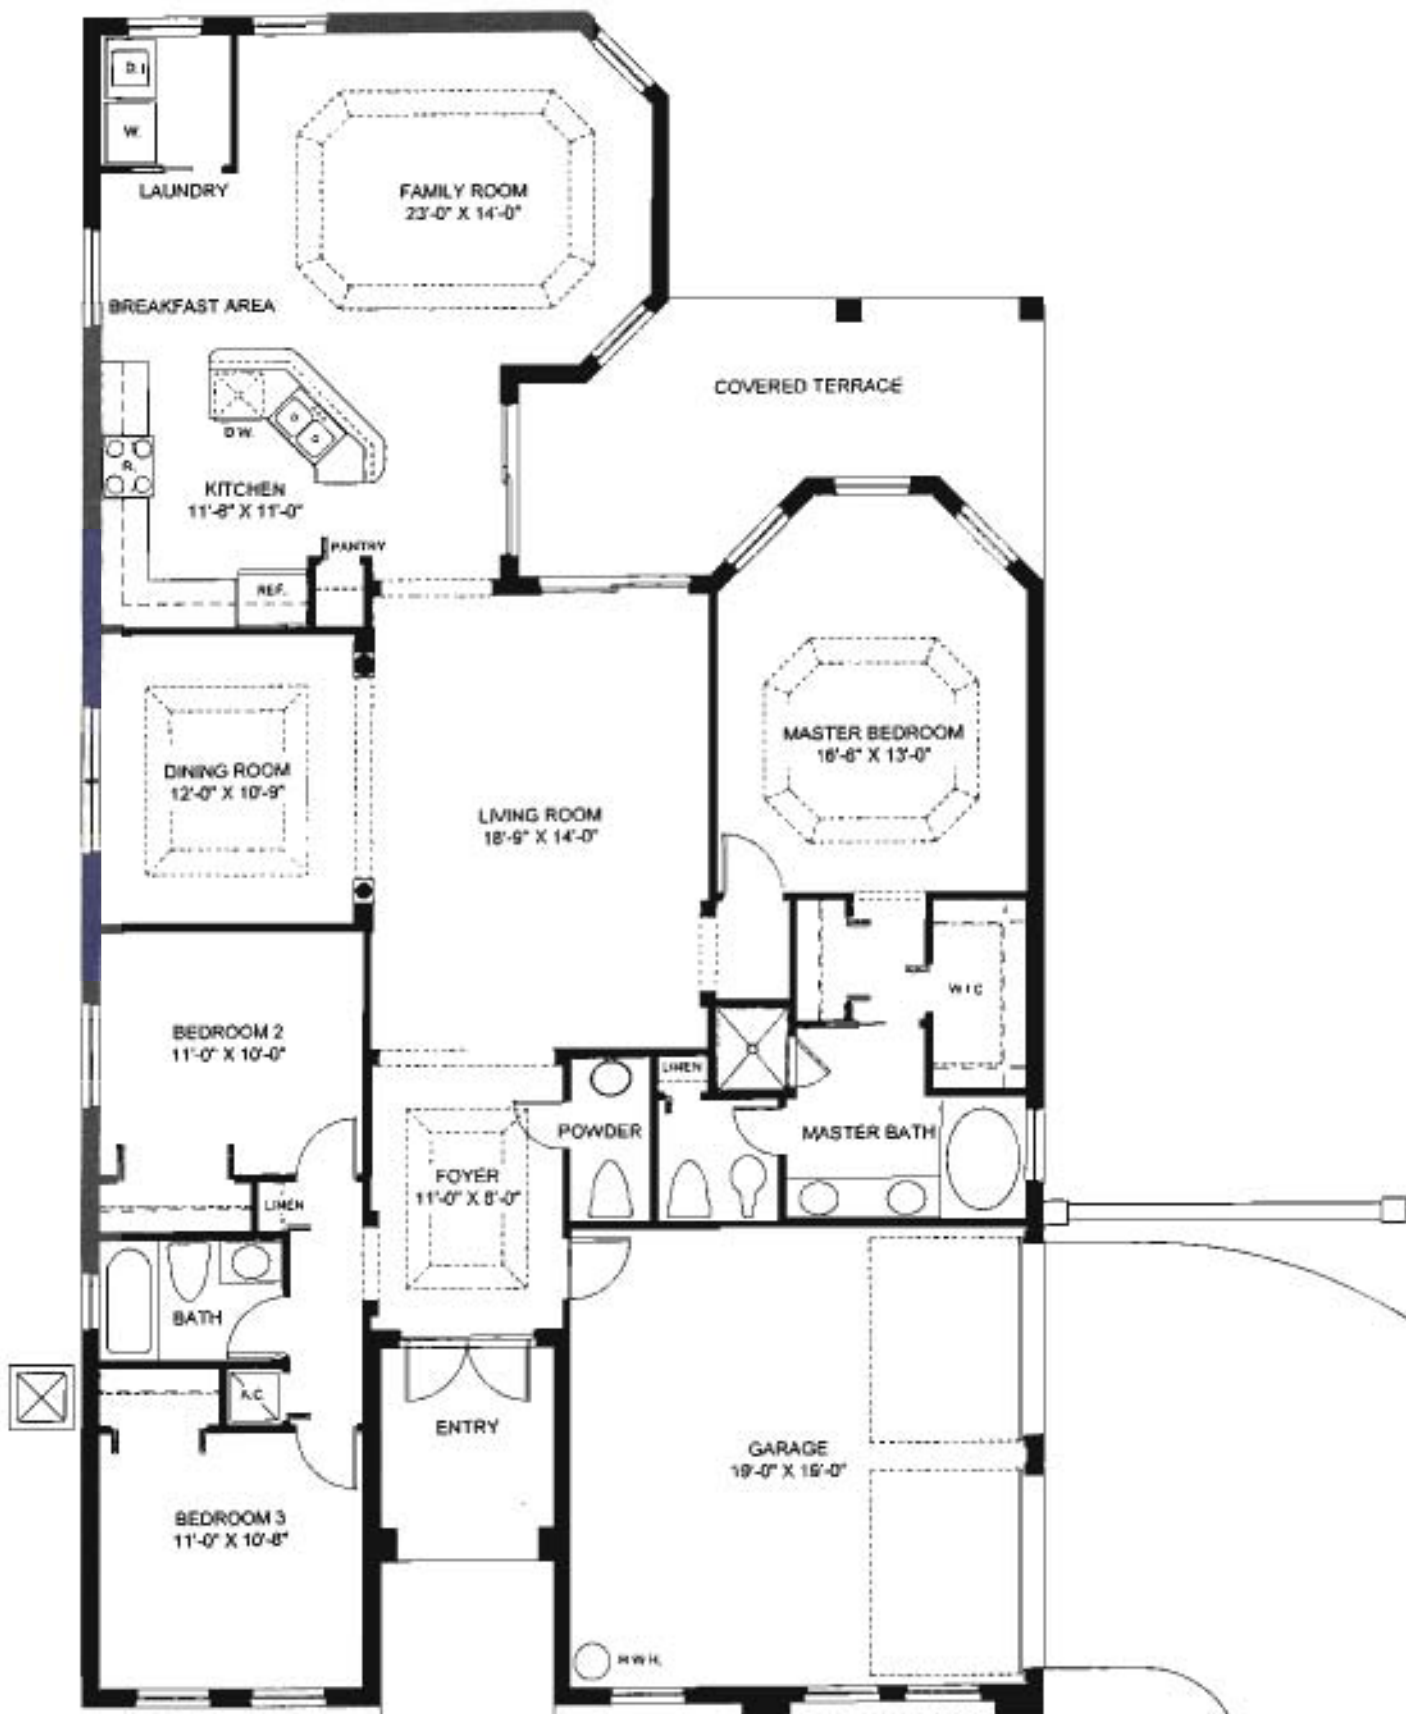 D.
W.
LAUNDRY
FAMILY ROOM
23'-0" X 14'-0"
BREAKFAST AREA
COVERED TERRACE
D.W.
R.
KITCHEN
11'-6" X 11'-0"
PANTRY
REF.
MASTER BEDROOM
16'-6" X 13'-0"
DINING ROOM
12'-0" X 10'-9"
LIVING ROOM
18'-9" X 14'-0"
W I C
BEDROOM 2
11'-0" X 10'-0"
LINEN
POWDER
MASTER BATH
FOYER
11'-0" X 8'-0"
LINEN
BATH
A.C.
ENTRY
GARAGE
19'-0" X 19'-0"
BEDROOM 3
11'-0" X 10'-8"
H.W.H.